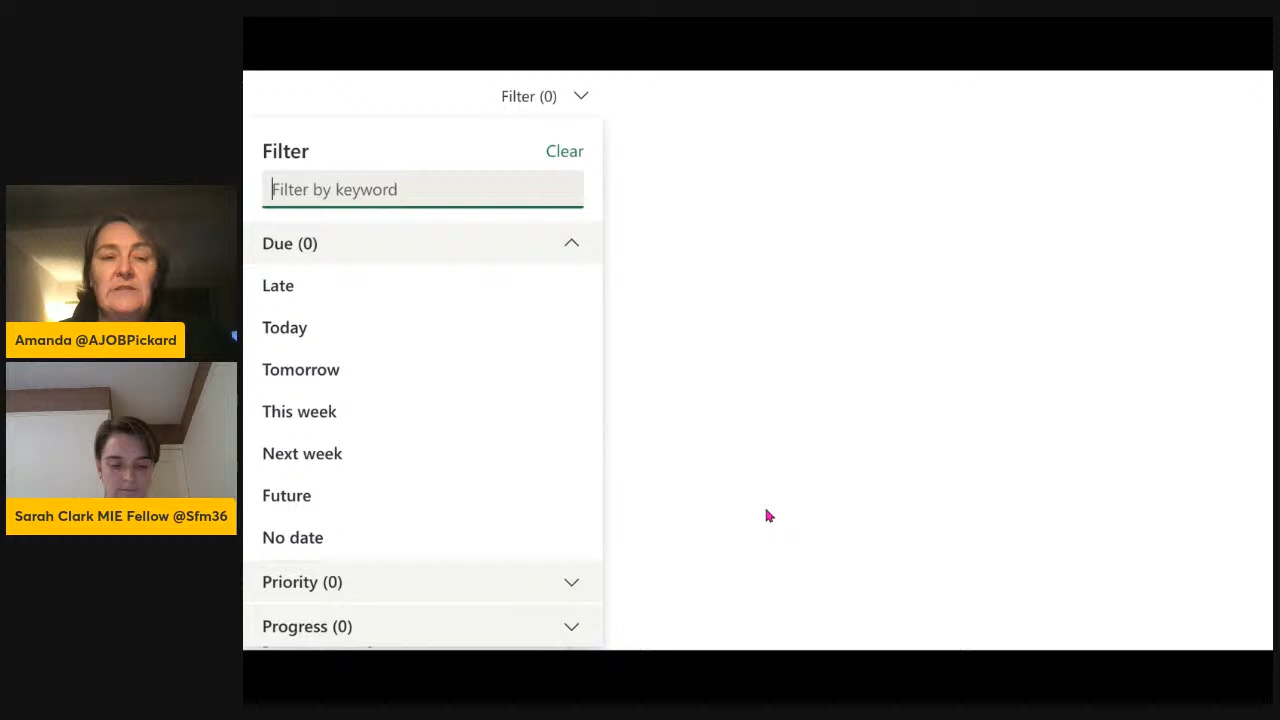 Filter (0)
Filter
Clear
Filter by keyword
Due (0)
Late
Today
Tomorrow
This week
Next week
Future
No date
Priority (0)
Progress (0)
Amanda @AJOBPickard
Sarah Clark MIE Fellow @Sfm36